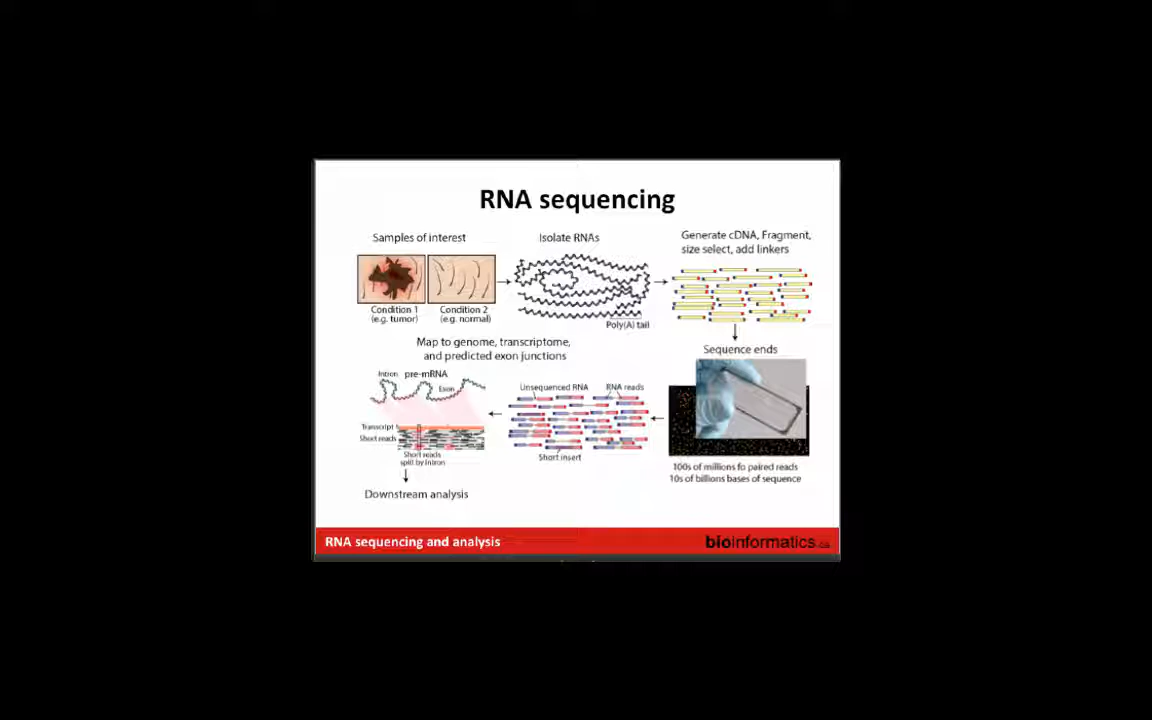 RNA sequencing
Samples of interest
Condition 1
(e.g. tumor)
Condition 2
(e.g. normal)
Isolate RNAs
Poly(A) tail
Generate cDNA, Fragment,
size select, add linkers
Sequence ends
100s of millions fo paired reads
10s of billions bases of sequence
Unsequenced RNA
RNA reads
Short insert
Map to genome, transcriptome,
and predicted exon junctions
Intron
pre-mRNA
Exon
Transcript
Short reads
Short reads
split by intron
Downstream analysis
RNA sequencing and analysis
bioinformatics.ca